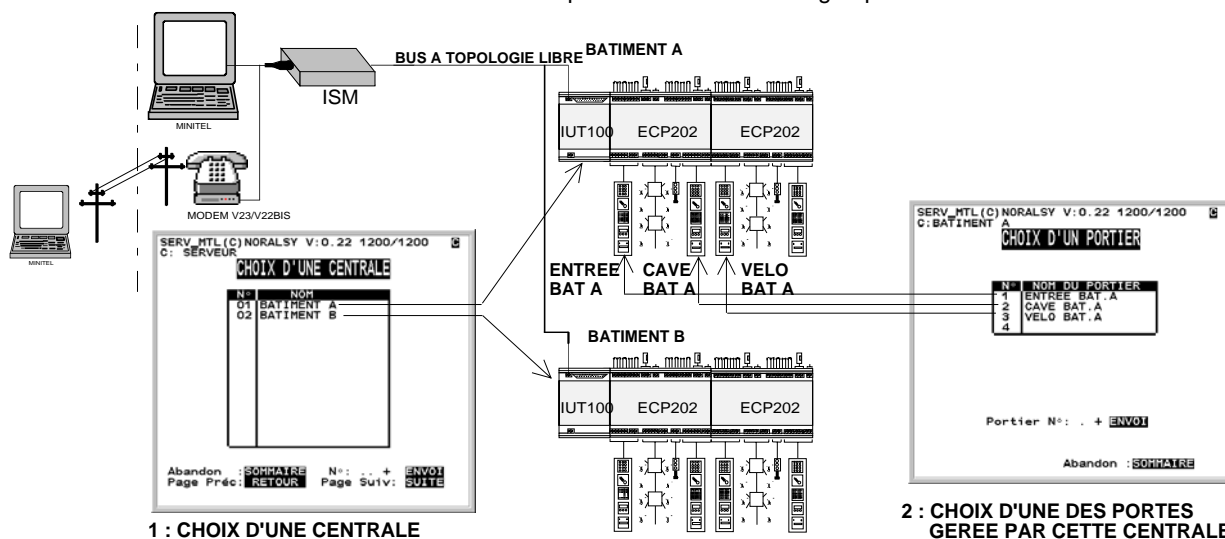 MINITEL
ISM
BUS A TOPOLOGIE LIBRE
MODEM V23/V22BIS
MINITEL
BATIMENT A
IUT100
ECP202
ECP202
ENTREE
BAT A
CAVE
BAT A
VELO
BAT A
BATIMENT B
IUT100
ECP202
ECP202
SERV_MTL(C)NORALSY V:0.22 1200/1200 C
C: SERVEUR
CHOIX D'UNE CENTRALE
N° NOM
01 BATIMENT A
02 BATIMENT B
Abandon :SOMMAIRE N°: .. + ENVOI
Page Préc: RETOUR Page Suiv: SUITE
1 : CHOIX D'UNE CENTRALE
SERV_MTL(C)NORALSY V:0.22 1200/1200 C
C:BATIMENT A
CHOIX D'UN PORTIER
N° NOM DU PORTIER
1 ENTREE BAT.A
2 CAVE BAT.A
3 VELO BAT.A
4
Portier N°: . + ENVOI
Abandon :SOMMAIRE
2 : CHOIX D'UNE DES PORTES
GEREE PAR CETTE CENTRALE